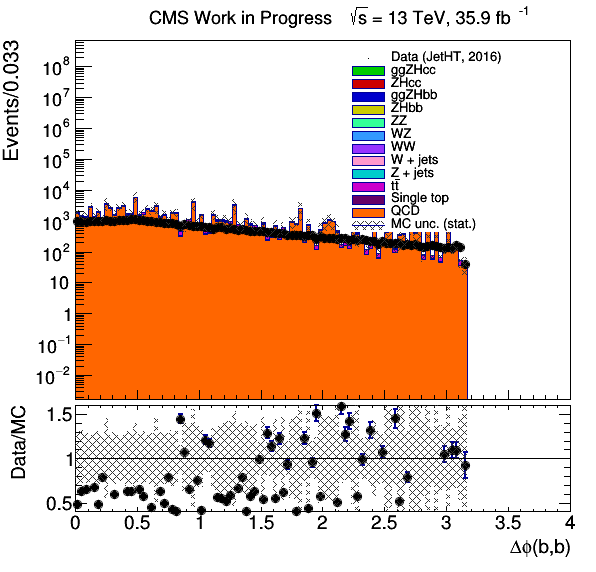 CMS Work in Progress √s = 13 TeV, 35.9 fb⁻¹
Events/0.033
10⁸
10⁷
10⁶
10⁵
10⁴
10³
10²
10
1
10⁻¹
10⁻²
Data (JetHT, 2016)
ggZHcc
ZHcc
ggZHbb
ZHbb
ZZ
WZ
WW
W + jets
Z + jets
tt̄
Single top
QCD
MC unc. (stat.)
Data/MC
1.5
1
0.5
0 0.5 1 1.5 2 2.5 3 3.5 4
Δϕ(b,b)